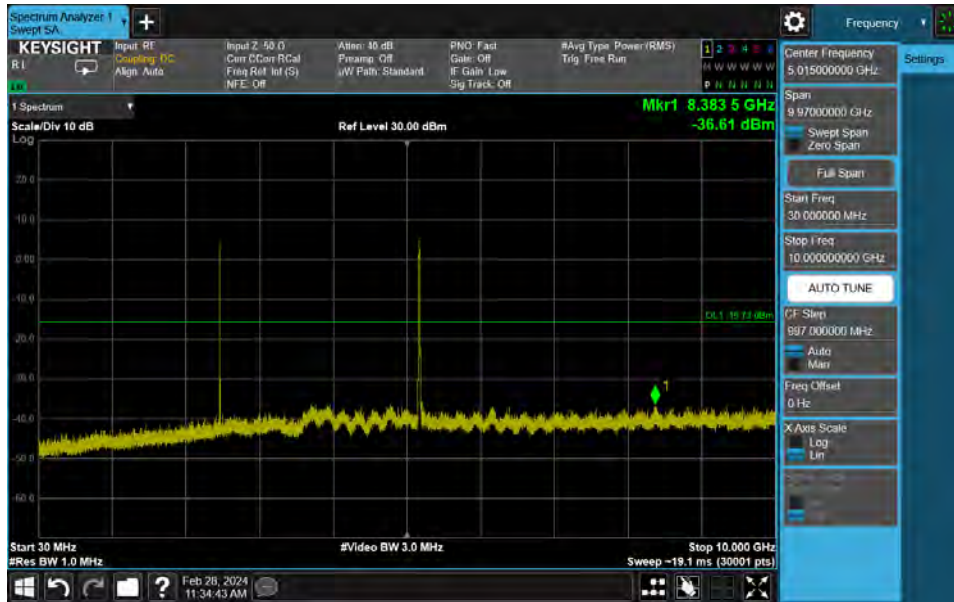 Spectrum Analyzer 1
Swept SA
Frequency
KEYSIGHT
RL
Input: RF
Coupling: DC
Align: Auto
Input Z: 50 Ω
Corr CCorr RCal
Freq Ref: Int (S)
NFE: Off
Atten: 40 dB
Preamp: Off
µW Path: Standard
PNO: Fast
Gate: Off
IF Gain: Low
Sig Track: Off
#Avg Type: Power (RMS)
Trig: Free Run
1 2 3 4 5 6
M W W W W W
P N N N N N
1 Spectrum
Scale/Div 10 dB
Log
Ref Level 30.00 dBm
Mkr1 8.383 5 GHz
-36.61 dBm
20.0
10.0
0.00
-10.0
-20.0
-30.0
-40.0
-50.0
-60.0
1
Start 30 MHz
#Res BW 1.0 MHz
#Video BW 3.0 MHz
Stop 10.000 GHz
Sweep ~19.1 ms (30001 pts)
Feb 28, 2024
11:34:43 AM
Center Frequency
5.015000000 GHz
Settings
Span
9.97000000 GHz
Swept Span
Zero Span
Full Span
Start Freq
30.000000 MHz
Stop Freq
10.000000000 GHz
AUTO TUNE
CF Step
997.000000 MHz
Auto
Man
Freq Offset
0 Hz
X Axis Scale
Log
Lin